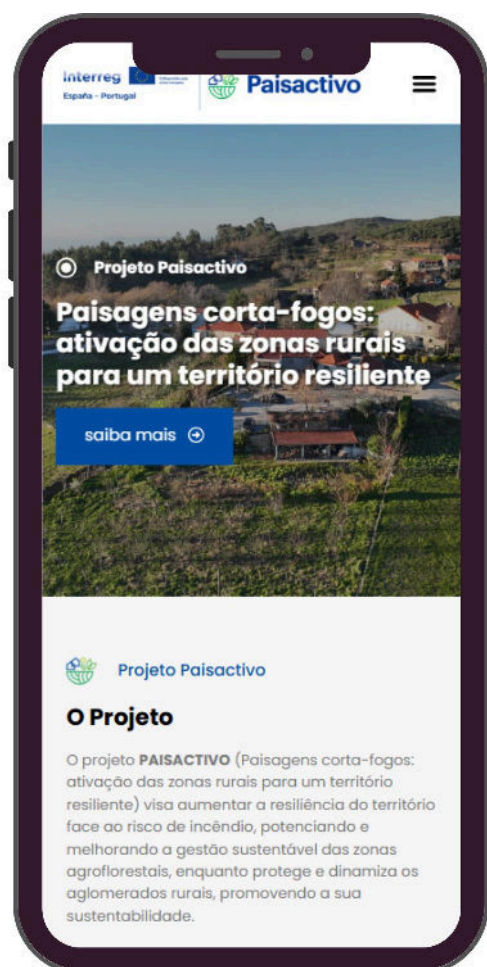 Interreg
España - Portugal
Paisactivo
Projeto Paisactivo
Paisagens corta-fogos:
ativação das zonas rurais
para um território resiliente
saiba mais
Projeto Paisactivo
O Projeto
O projeto PAISACTIVO (Paisagens corta-fogos:
ativação das zonas rurais para um território
resiliente) visa aumentar a resiliência do território
face ao risco de incêndio, potenciando e
melhorando a gestão sustentável das zonas
agroflorestais, enquanto protege e dinamiza os
aglomerados rurais, promovendo a sua
sustentabilidade.